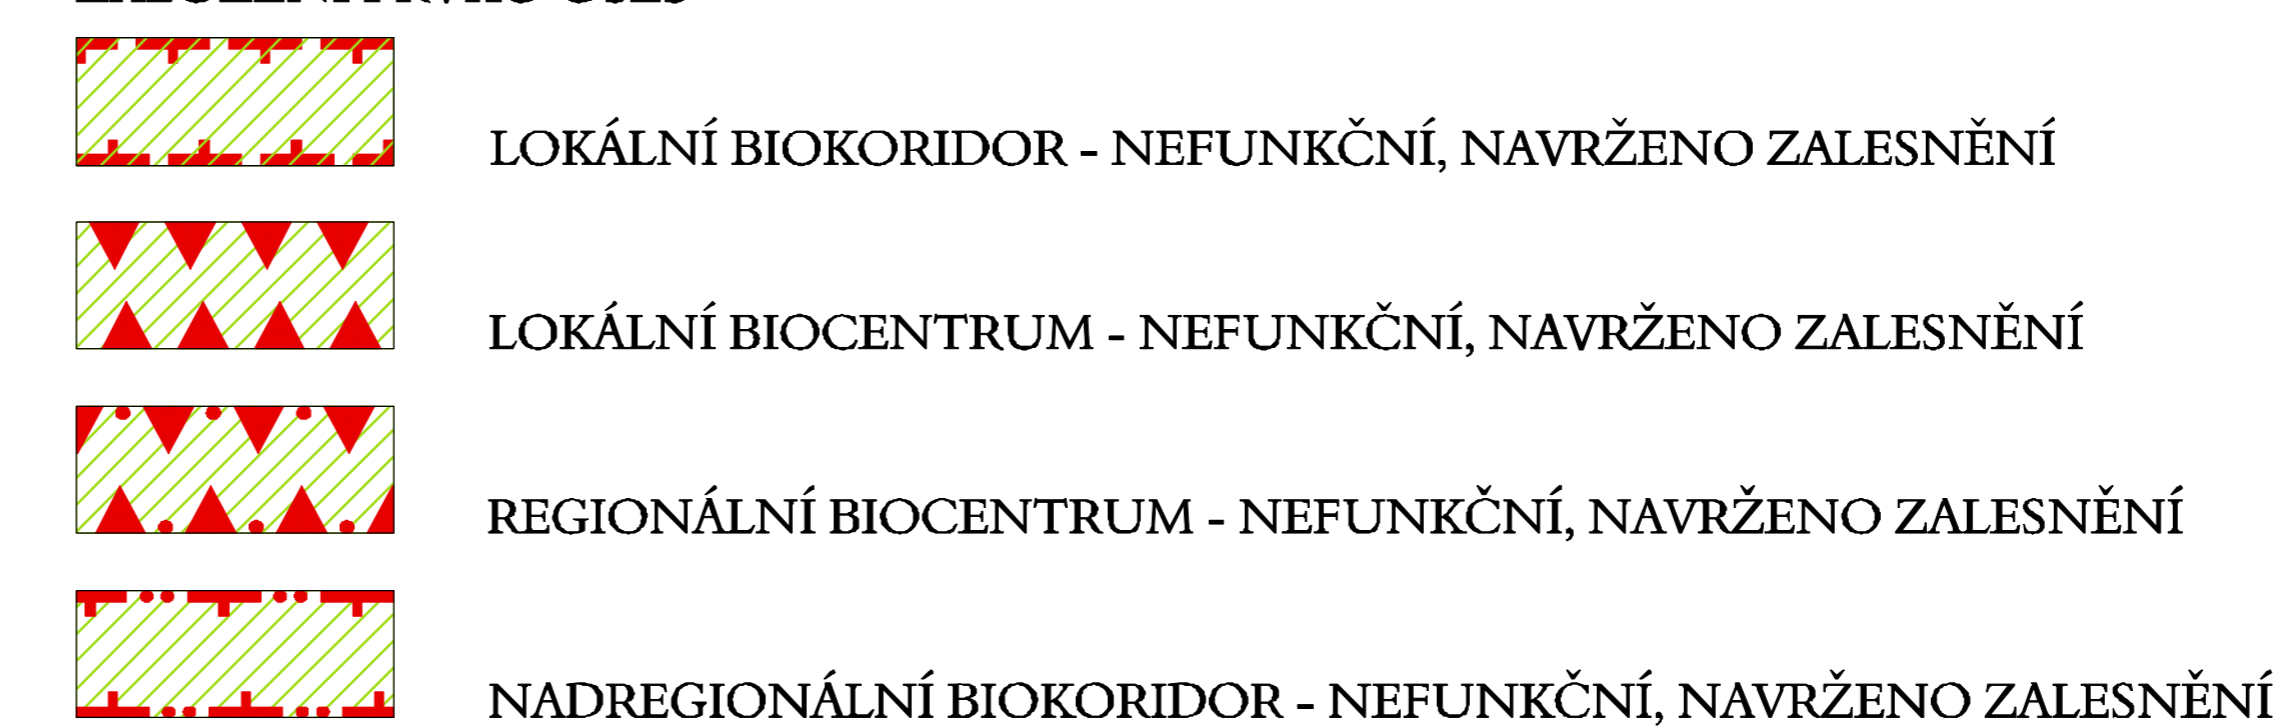 LOKÁLNÍ BIOKORIDOR - NEFUNKČNÍ, NAVRŽENO ZALESNĚNÍ
LOKÁLNÍ BIOCENTRUM - NEFUNKČNÍ, NAVRŽENO ZALESNĚNÍ
REGIONÁLNÍ BIOCENTRUM - NEFUNKČNÍ, NAVRŽENO ZALESNĚNÍ
NADREGIONÁLNÍ BIOKORIDOR - NEFUNKČNÍ, NAVRŽENO ZALESNĚNÍ